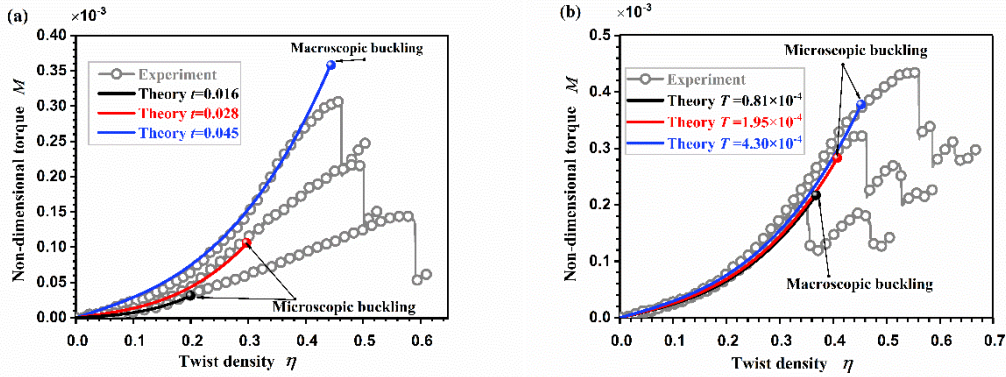 (a)
×10⁻³
0.40
0.35
0.30
0.25
0.20
0.15
0.10
0.05
0.00
Non-dimensional torque M
Macroscopic buckling
Experiment
Theory t=0.016
Theory t=0.028
Theory t=0.045
Microscopic buckling
0.0 0.1 0.2 0.3 0.4 0.5 0.6
Twist density η
(b)
×10⁻³
0.5
0.4
0.3
0.2
0.1
0.0
Non-dimensional torque M
Microscopic buckling
Experiment
Theory T =0.81×10⁻⁴
Theory T =1.95×10⁻⁴
Theory T =4.30×10⁻⁴
Macroscopic buckling
0.0 0.1 0.2 0.3 0.4 0.5 0.6 0.7
Twist density η